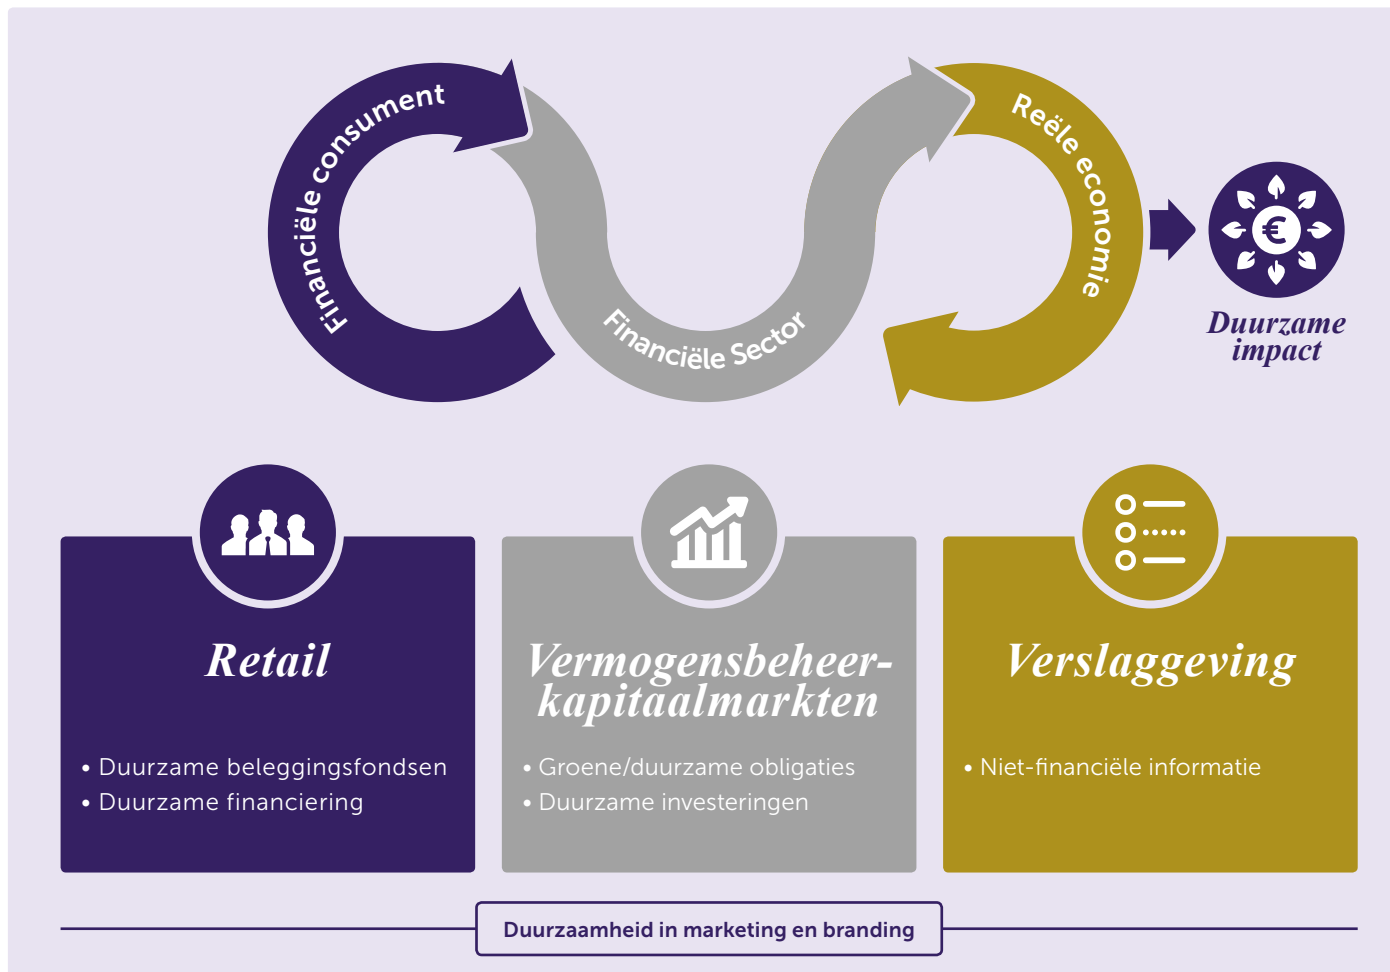 Financiële consument
Financiële Sector
Reële economie
€
Duurzame
impact
Retail
• Duurzame beleggingsfondsen
• Duurzame financiering
Vermogensbeheer-
kapitaalmarkten
• Groene/duurzame obligaties
• Duurzame investeringen
Verslaggeving
• Niet-financiële informatie
Duurzaamheid in marketing en branding